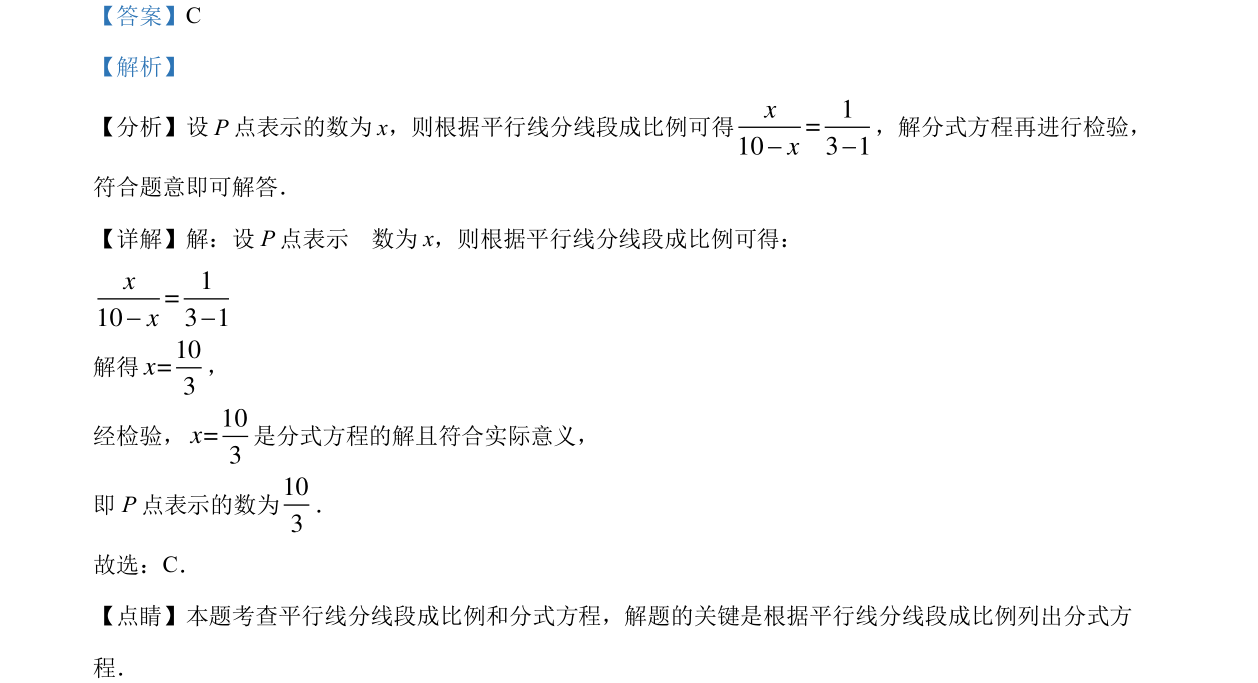 【答案】C
【解析】
【分析】设 P 点表示的数为 x，则根据平行线分线段成比例可得 \frac{x}{10-x}=\frac{1}{3-1}，解分式方程再进行检验，
符合题意即可解答．
【详解】解：设 P 点表示　数为 x，则根据平行线分线段成比例可得：
\frac{x}{10-x}=\frac{1}{3-1}
解得 x=\frac{10}{3}，
经检验，x=\frac{10}{3} 是分式方程的解且符合实际意义，
即 P 点表示的数为 \frac{10}{3}．
故选：C．
【点睛】本题考查平行线分线段成比例和分式方程，解题的关键是根据平行线分线段成比例列出分式方
程．